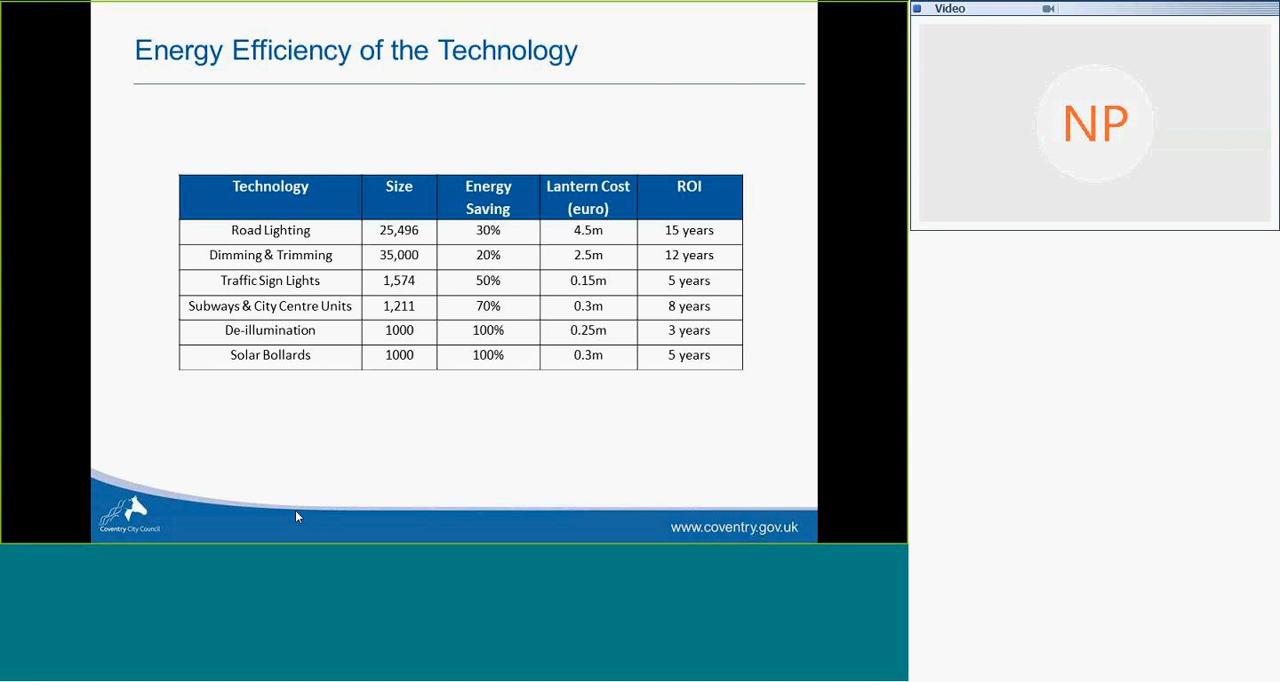 Energy Efficiency of the Technology
Technology Size Energy Saving Lantern Cost (euro) ROI
Road Lighting 25,496 30% 4.5m 15 years
Dimming & Trimming 35,000 20% 2.5m 12 years
Traffic Sign Lights 1,574 50% 0.15m 5 years
Subways & City Centre Units 1,211 70% 0.3m 8 years
De-illumination 1000 100% 0.25m 3 years
Solar Bollards 1000 100% 0.3m 5 years
Coventry City Council
www.coventry.gov.uk
Video
NP